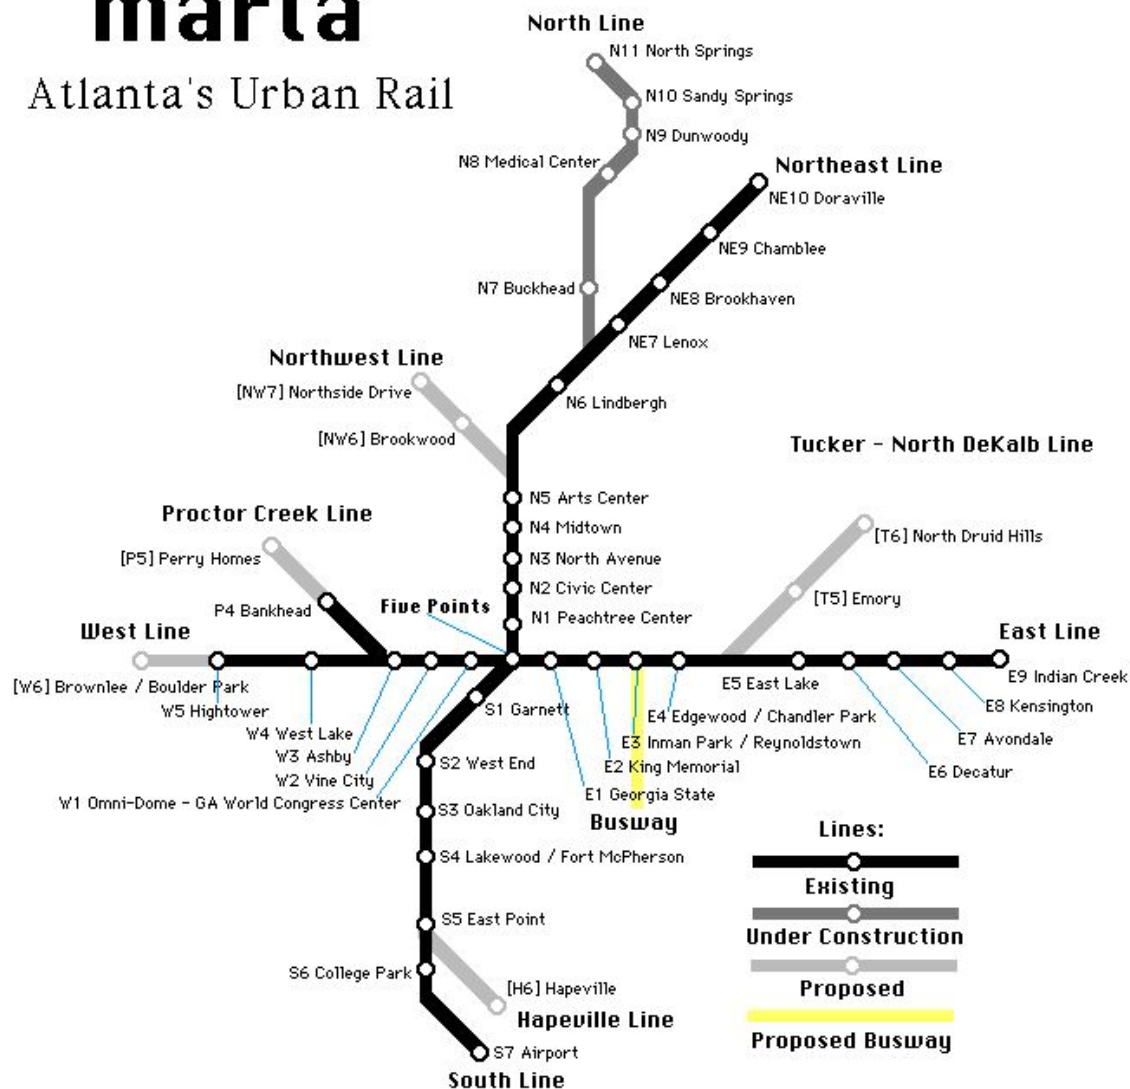 marta
Atlanta's Urban Rail
North Line
N11 North Springs
N10 Sandy Springs
N9 Dunwoody
N8 Medical Center
Northeast Line
NE10 Doraville
NE9 Chamblee
N7 Buckhead
NE8 Brookhaven
NE7 Lenox
Northwest Line
[NW7] Northside Drive
N6 Lindbergh
[NW6] Brookwood
Tucker - North DeKalb Line
N5 Arts Center
Proctor Creek Line
N4 Midtown
[T6] North Druid Hills
[P5] Perry Homes
N3 North Avenue
N2 Civic Center
[T5] Emory
P4 Bankhead
Five Points
N1 Peachtree Center
West Line
East Line
E9 Indian Creek
[W6] Brownlee / Boulder Park
E5 East Lake
W5 Hightower
S1 Garnett
E4 Edgewood / Chandler Park
E8 Kensington
W4 West Lake
E3 Inman Park / Reynoldstown
E7 Avondale
W3 Ashby
S2 West End
E2 King Memorial
E6 Decatur
W2 Vine City
W1 Omni-Dome - GA World Congress Center
E1 Georgia State
S3 Oakland City
Busway
Lines:
S4 Lakewood / Fort McPherson
Existing
S5 East Point
Under Construction
S6 College Park
[H6] Hapeville
Proposed
Hapeville Line
Proposed Busway
S7 Airport
South Line